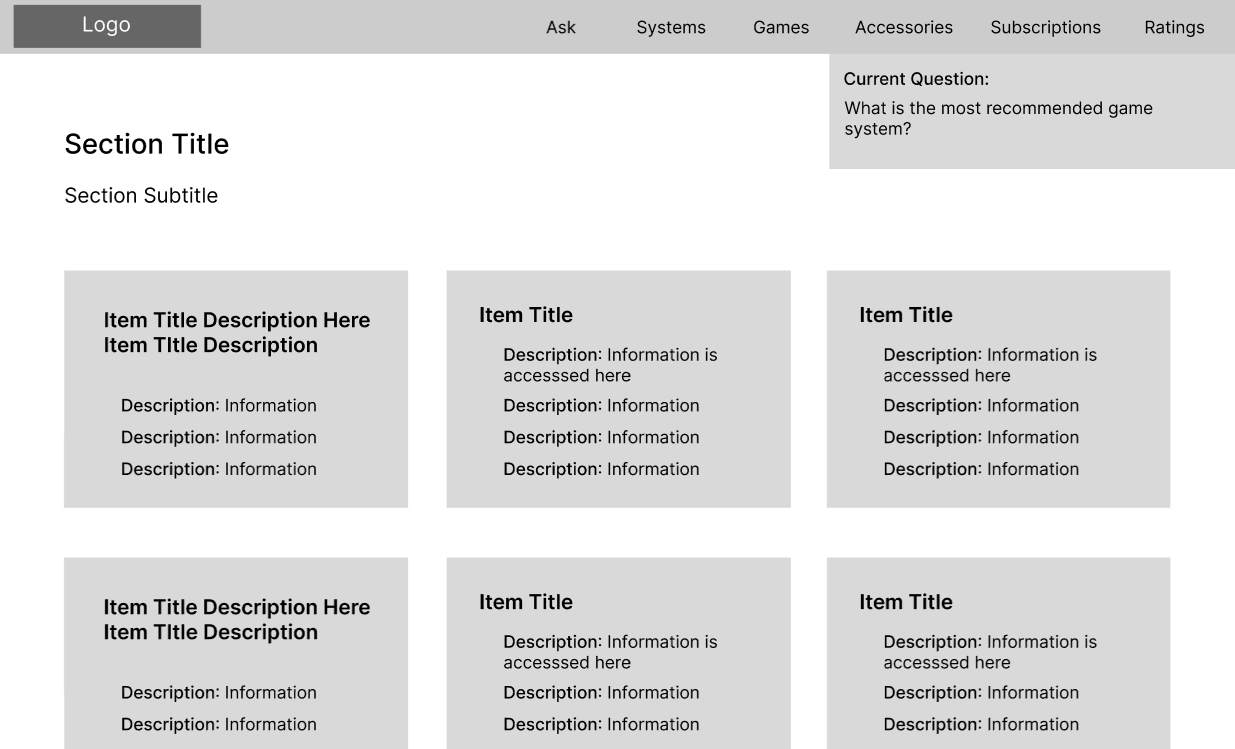 Logo
Ask Systems Games Accessories Subscriptions Ratings
Current Question:
What is the most recommended game
system?
Section Title
Section Subtitle
Item Title Description Here
Item TItle Description
Description: Information
Description: Information
Description: Information
Item Title
Description: Information is
accesssed here
Description: Information
Description: Information
Description: Information
Item Title
Description: Information is
accesssed here
Description: Information
Description: Information
Description: Information
Item Title Description Here
Item TItle Description
Description: Information
Description: Information
Item Title
Description: Information is
accesssed here
Description: Information
Description: Information
Item Title
Description: Information is
accesssed here
Description: Information
Description: Information